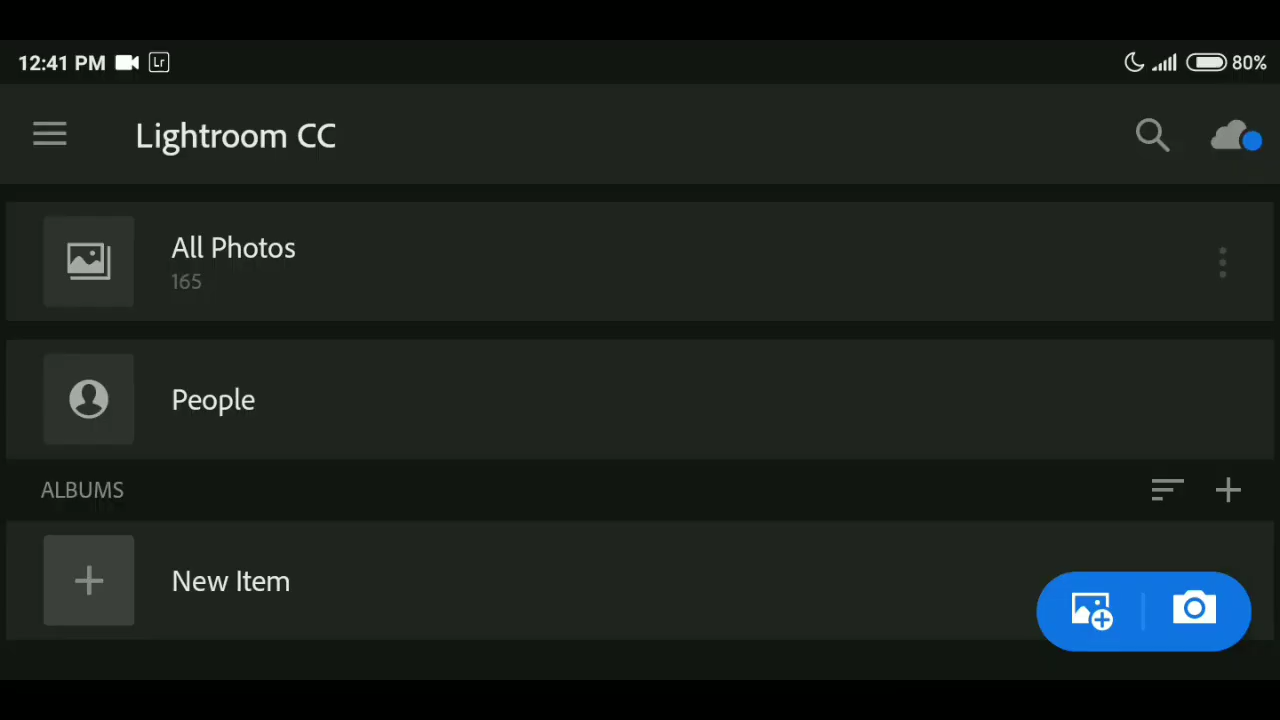 12:41 PM Lr 80%
Lightroom CC
All Photos
165
People
ALBUMS
New Item